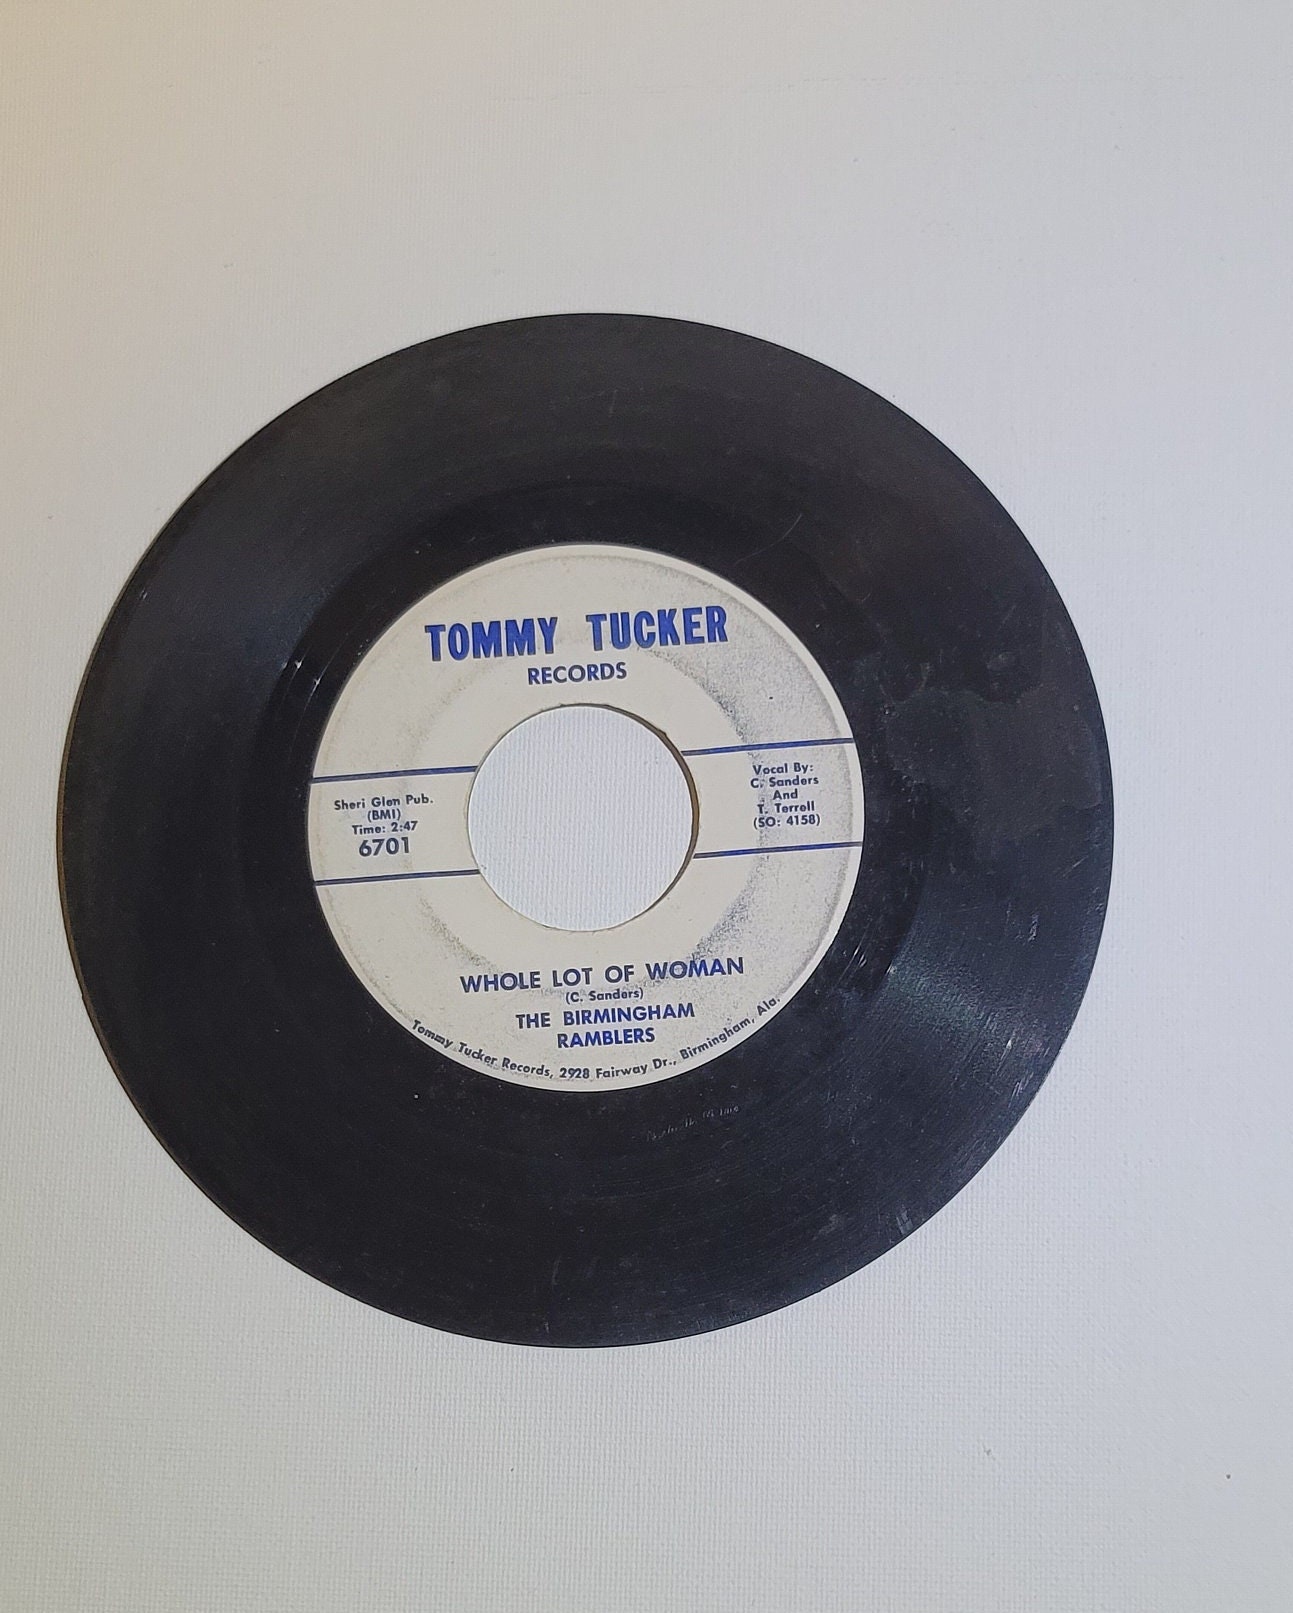 TOMMY TUCKER
RECORDS
Sheri Glen Pub.
(BMI)
Time: 2:47
6701
Vocal By:
C. Sanders
And
T. Terrell
(SO: 4158)
WHOLE LOT OF WOMAN
(C. Sanders)
THE BIRMINGHAM
RAMBLERS
Tommy Tucker Records, 2928 Fairway Dr., Birmingham, Ala.